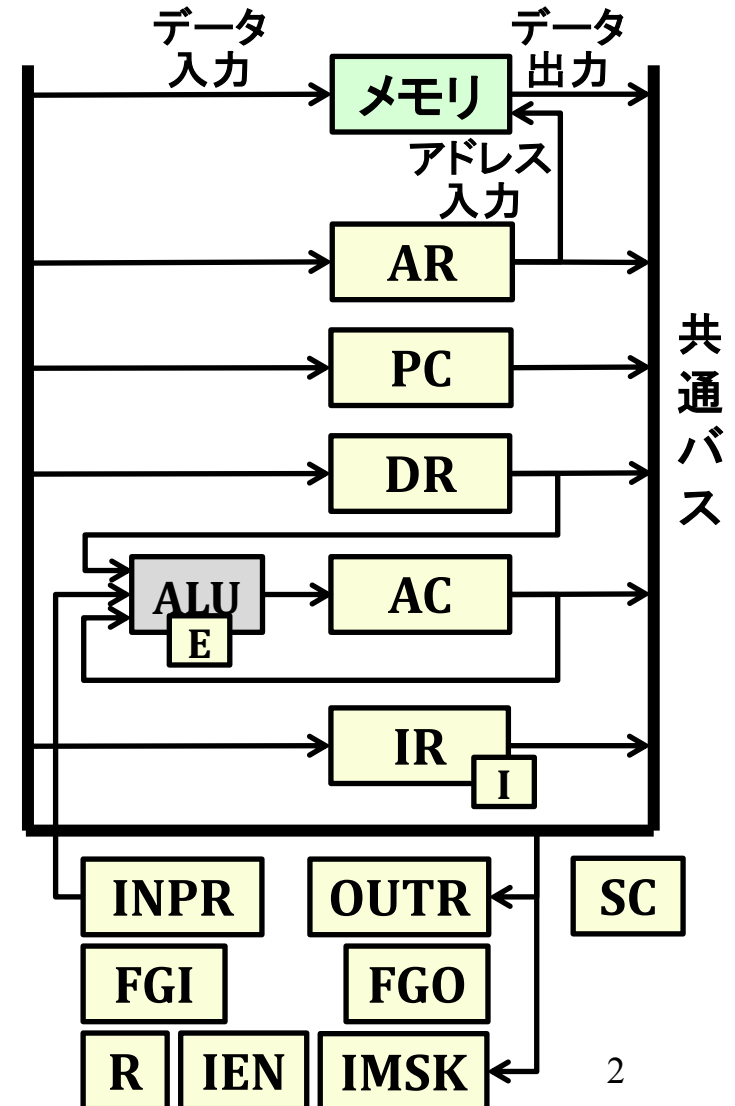 データ
入力
データ
出力
メモリ
アドレス
入力
AR
PC
共通バス
DR
ALU
E
AC
IR
I
INPR
OUTR
SC
FGI
FGO
R
IEN
IMSK
2